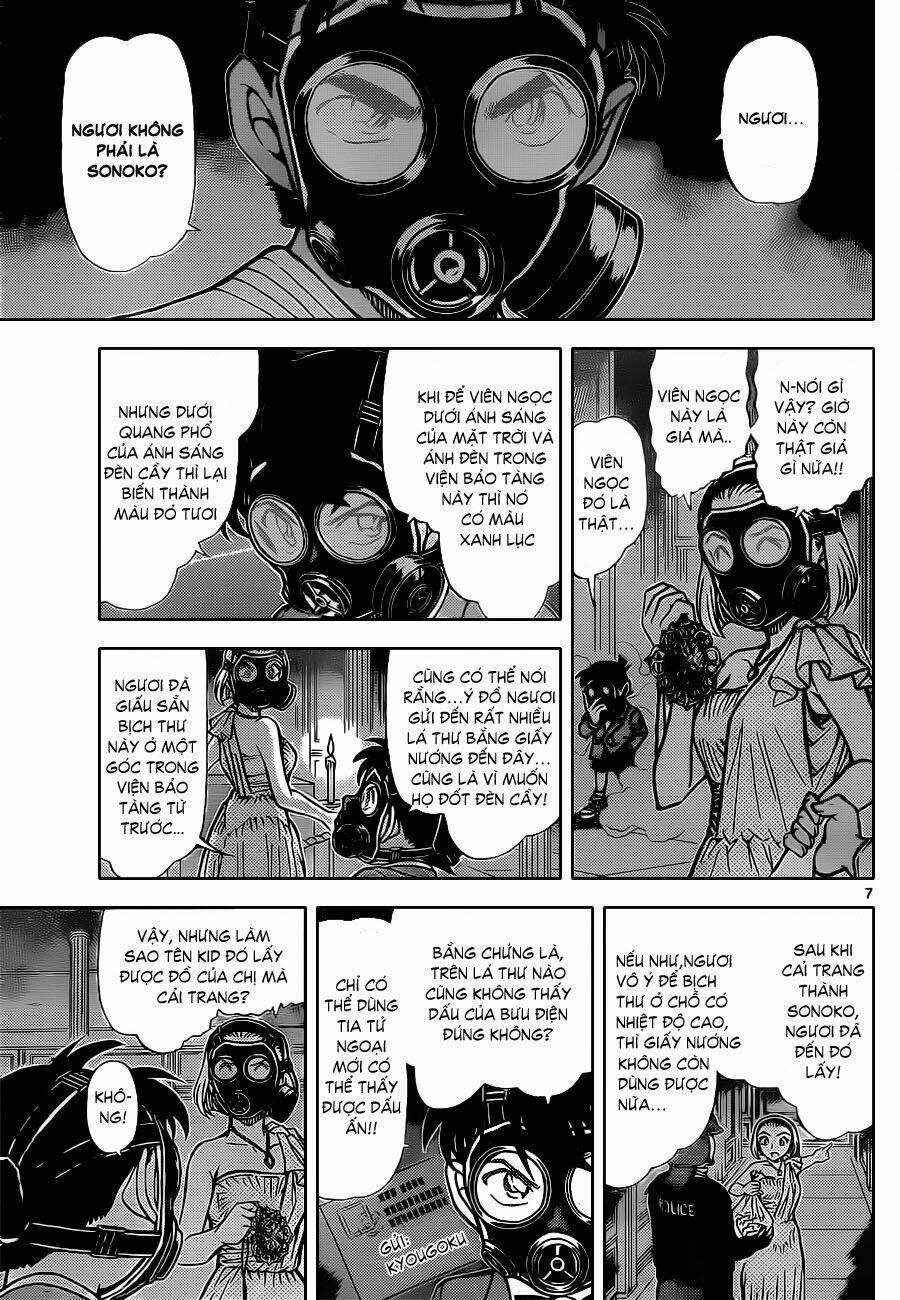 NGƯƠI...
NGƯƠI KHÔNG
PHẢI LÀ
SONOKO?
N-NÓI GÌ
VẬY? GIỜ
NÀY CÒN
THẬT GIẢ
GÌ NỮA!!
VIÊN NGỌC
NÀY LÀ
GIẢ MÀ..
VIÊN
NGỌC
ĐÓ LÀ
THẬT...
KHI ĐỂ VIÊN NGỌC
DƯỚI ÁNH SÁNG
CỦA MẶT TRỜI VÀ
ÁNH ĐÈN TRONG
VIỆN BẢO TÀNG
NÀY THÌ NÓ
CÓ MÀU
XANH LỤC
NHƯNG DƯỚI
QUANG PHỔ
CỦA ÁNH SÁNG
ĐÈN CẦY THÌ LẠI
BIẾN THÀNH
MÀU ĐỎ TƯƠI
CŨNG CÓ THỂ NÓI
RẰNG...Ý ĐỒ NGƯƠI
GỬI ĐẾN RẤT NHIỀU
LÁ THƯ BẰNG GIẤY
NƯỚNG ĐẾN ĐÂY...
CŨNG LÀ VÌ MUỐN
HỌ ĐỐT ĐÈN CẦY!
NGƯƠI ĐÃ
GIẤU SẴN
BỊCH THƯ
NÀY Ở MỘT
GÓC TRONG
VIỆN BẢO
TÀNG TỪ
TRƯỚC...
7
SAU KHI
CẢI TRANG
THÀNH
SONOKO,
NGƯƠI ĐÃ
ĐẾN ĐÓ
LẤY!
NẾU NHƯ,NGƯƠI
VÔ Ý ĐỂ BỊCH
THƯ Ở CHỖ CÓ
NHIỆT ĐỘ CAO,
THÌ GIẤY NƯỚNG
KHÔNG CÒN
DÙNG ĐƯỢC
NỮA...
POLICE
BẰNG CHỨNG LÀ,
TRÊN LÁ THƯ NÀO
CŨNG KHÔNG THẤY
DẤU CỦA BƯU ĐIỆN
ĐÚNG KHÔNG?
CHỈ CÓ
THỂ DÙNG
TIA TỬ
NGOẠI
MỚI CÓ
THỂ THẤY
ĐƯỢC DẤU
ẤN!!
GỬI:
KYOUGOKU
VẬY, NHƯNG LÀM
SAO TÊN KID ĐÓ LẤY
ĐƯỢC ĐỒ CỦA CHỊ MÀ
CẢI TRANG?
KHÔ-
NG!